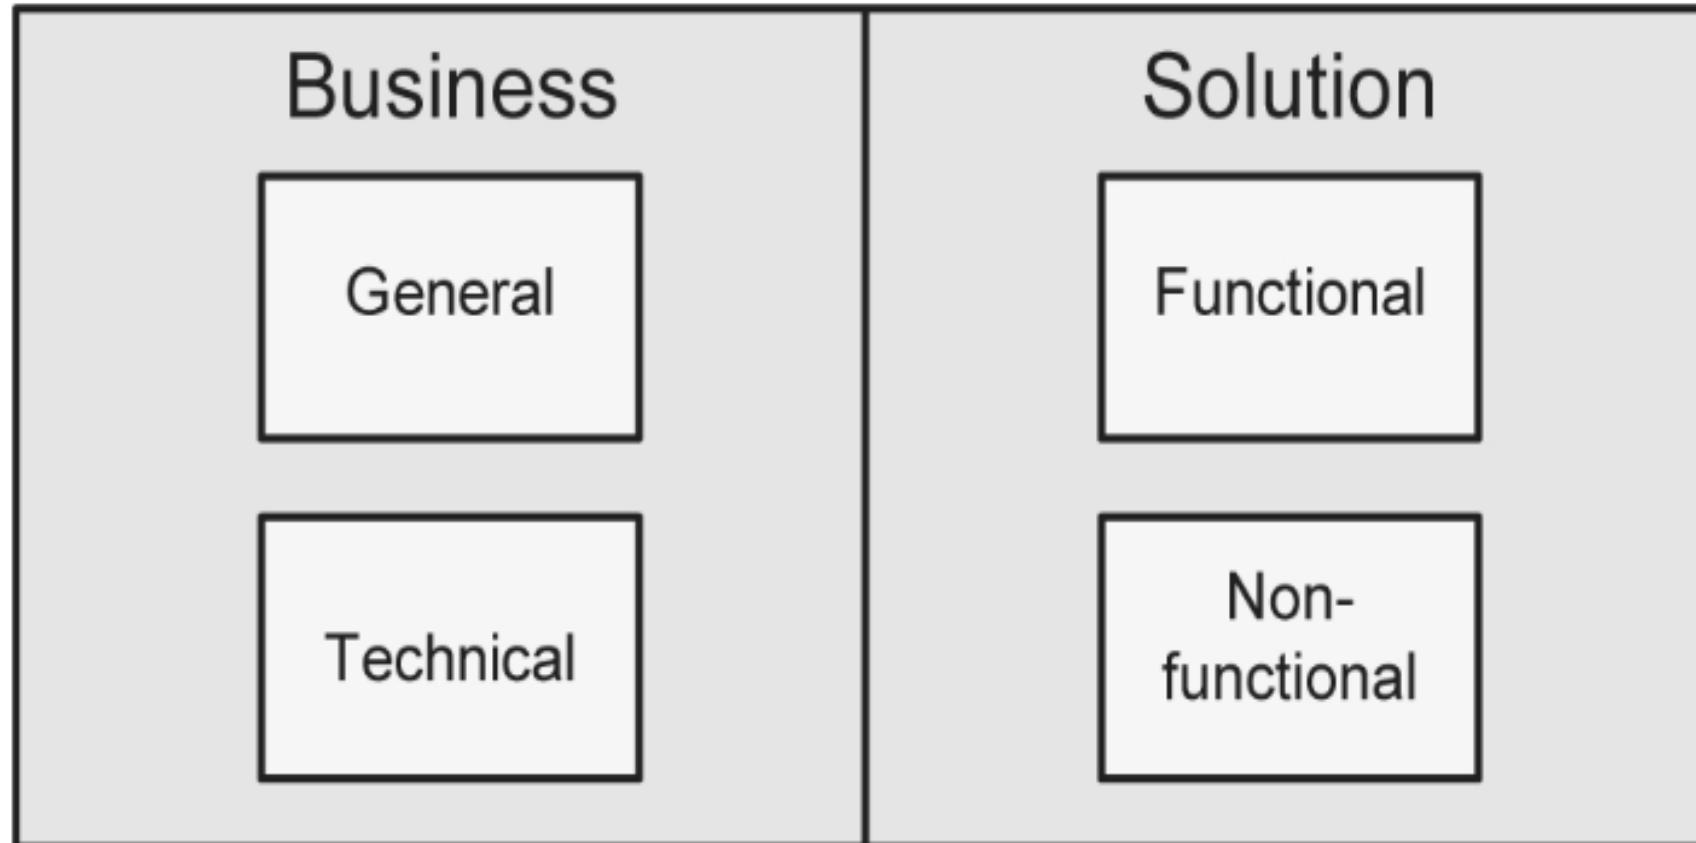 Business
General
Technical
Solution
Functional
Non-
functional